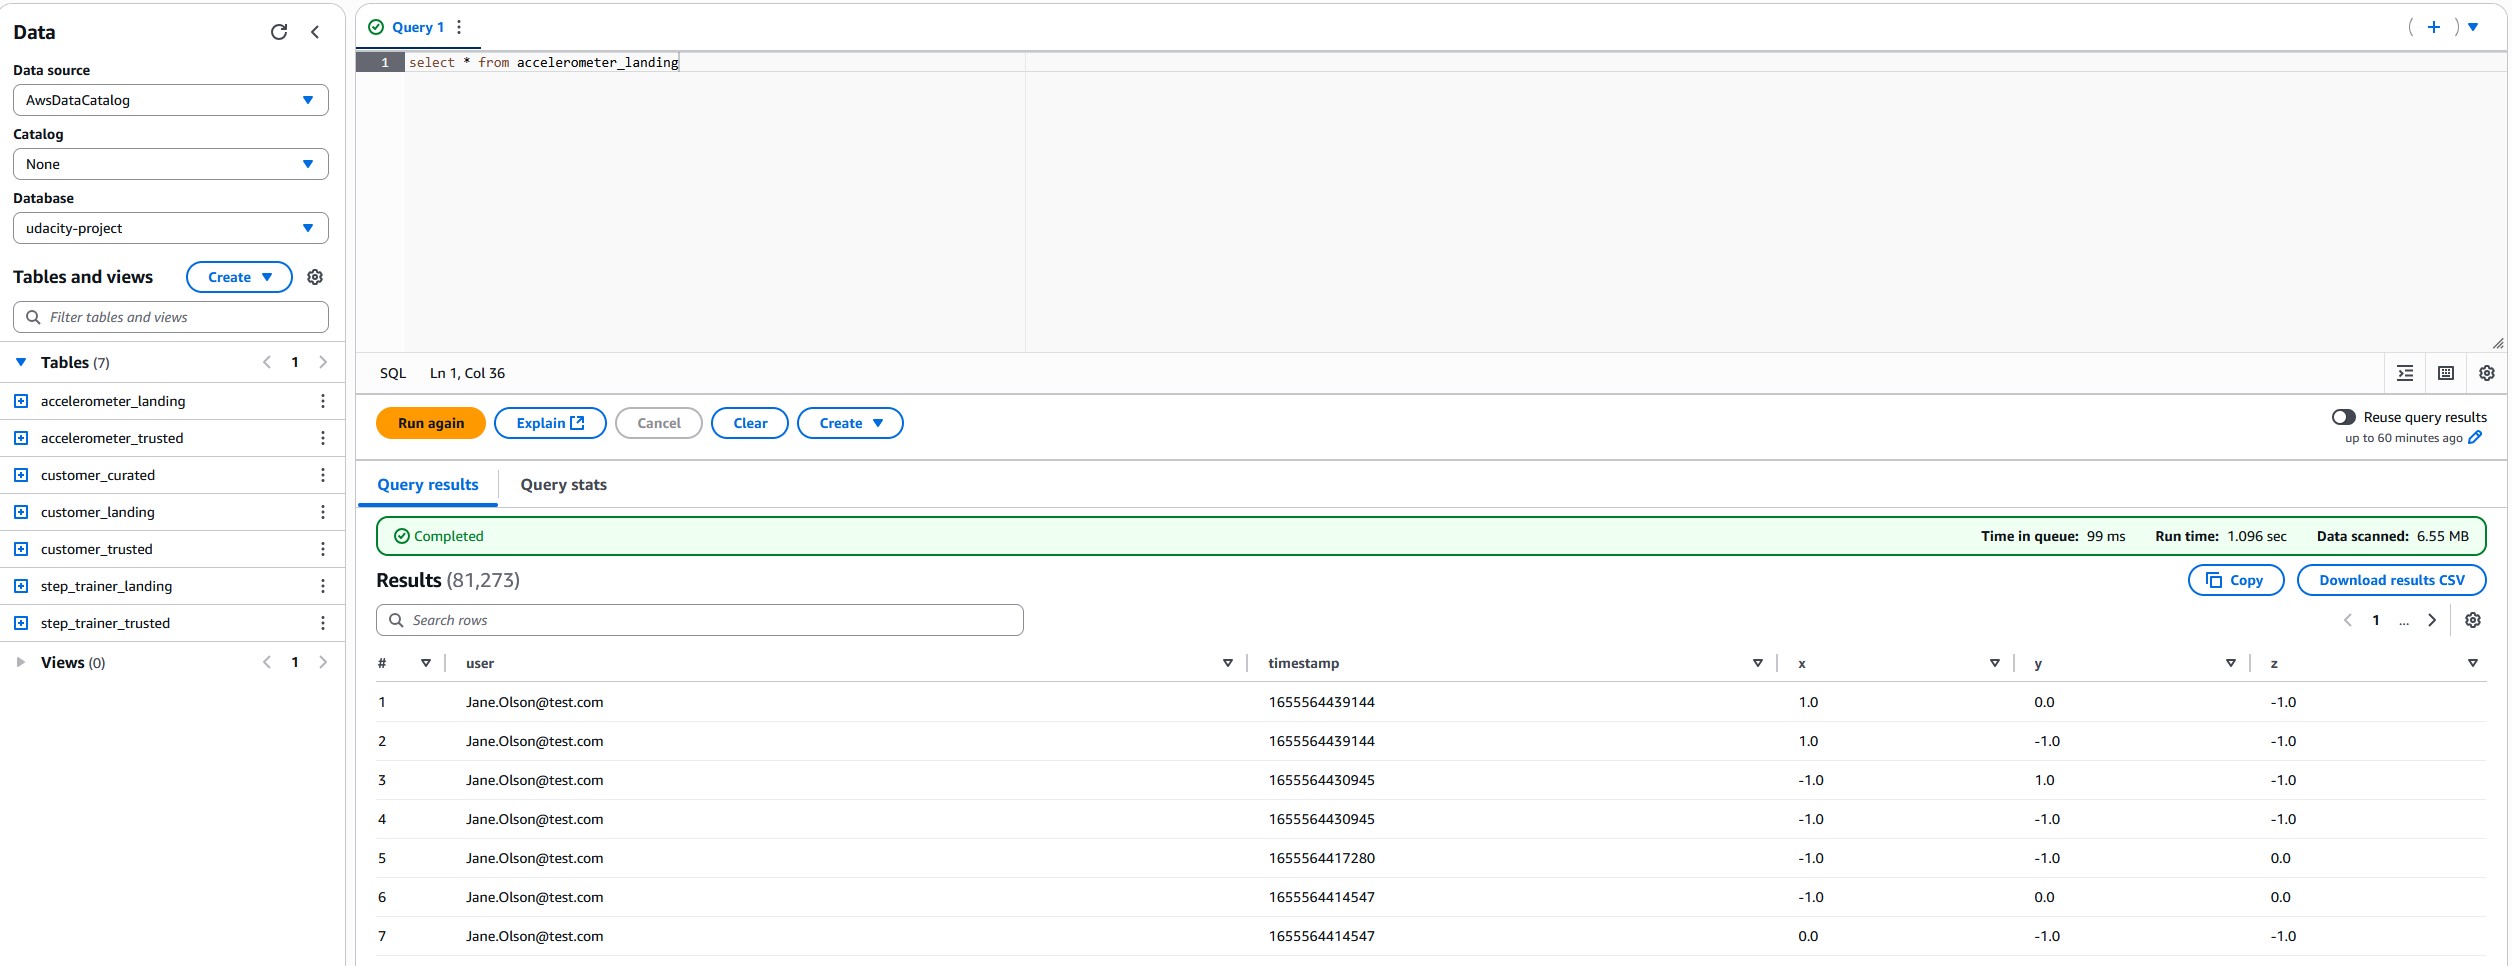 Data
Data source
AwsDataCatalog
Catalog
None
Database
udacity-project
Tables and views
Create
Filter tables and views
Tables (7)
1
accelerometer_landing
accelerometer_trusted
customer_curated
customer_landing
customer_trusted
step_trainer_landing
step_trainer_trusted
Views (0)
1
Query 1
1 select * from accelerometer_landing
SQL Ln 1, Col 36
Run again Explain Cancel Clear Create
Reuse query results
up to 60 minutes ago
Query results Query stats
Completed Time in queue: 99 ms Run time: 1.096 sec Data scanned: 6.55 MB
Results (81,273) Copy Download results CSV
Search rows 1 ...
# user timestamp x y z
1 Jane.Olson@test.com 1655564439144 1.0 0.0 -1.0
2 Jane.Olson@test.com 1655564439144 1.0 -1.0 -1.0
3 Jane.Olson@test.com 1655564430945 -1.0 1.0 -1.0
4 Jane.Olson@test.com 1655564430945 -1.0 -1.0 -1.0
5 Jane.Olson@test.com 1655564417280 -1.0 -1.0 0.0
6 Jane.Olson@test.com 1655564414547 -1.0 0.0 0.0
7 Jane.Olson@test.com 1655564414547 0.0 -1.0 -1.0